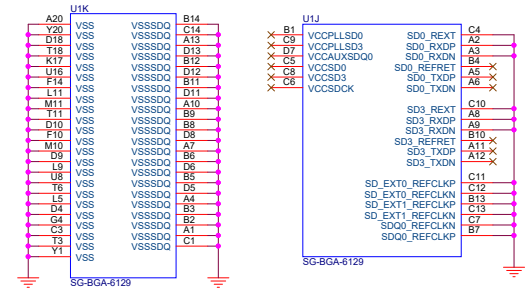 U1K
A20 VSS VSSSDQ B14
Y20 VSS VSSSDQ C14
D18 VSS VSSSDQ A13
T18 VSS VSSSDQ D13
K17 VSS VSSSDQ B12
U16 VSS VSSSDQ D12
F14 VSS VSSSDQ B11
L11 VSS VSSSDQ D11
M11 VSS VSSSDQ A10
T11 VSS VSSSDQ B9
D10 VSS VSSSDQ B8
F10 VSS VSSSDQ D8
M10 VSS VSSSDQ A7
D9 VSS VSSSDQ B6
L9 VSS VSSSDQ D6
U8 VSS VSSSDQ B5
T6 VSS VSSSDQ D5
L5 VSS VSSSDQ A4
D4 VSS VSSSDQ B3
G4 VSS VSSSDQ B2
C3 VSS VSSSDQ A1
T3 VSS VSSSDQ C1
Y1 VSS
SG-BGA-6129
U1J
B1 VCCPLLSD0 SD0_REXT C4
C9 VCCPLLSD3 SD0_RXDP A2
D7 VCCAUXSDQ0 SD0_RXDN A3
C5 VCCSD0 SD0_REFRET B4
C8 VCCSD3 SD0_TXDP A5
C6 VCCSDCK SD0_TXDN A6
SD3_REXT C10
SD3_RXDP A8
SD3_RXDN A9
SD3_REFRET B10
SD3_TXDP A11
SD3_TXDN A12
SD_EXT0_REFCLKP C11
SD_EXT0_REFCLKN C12
SD_EXT1_REFCLKP B13
SD_EXT1_REFCLKN C13
SDQ0_REFCLKN C7
SDQ0_REFCLKP B7
SG-BGA-6129